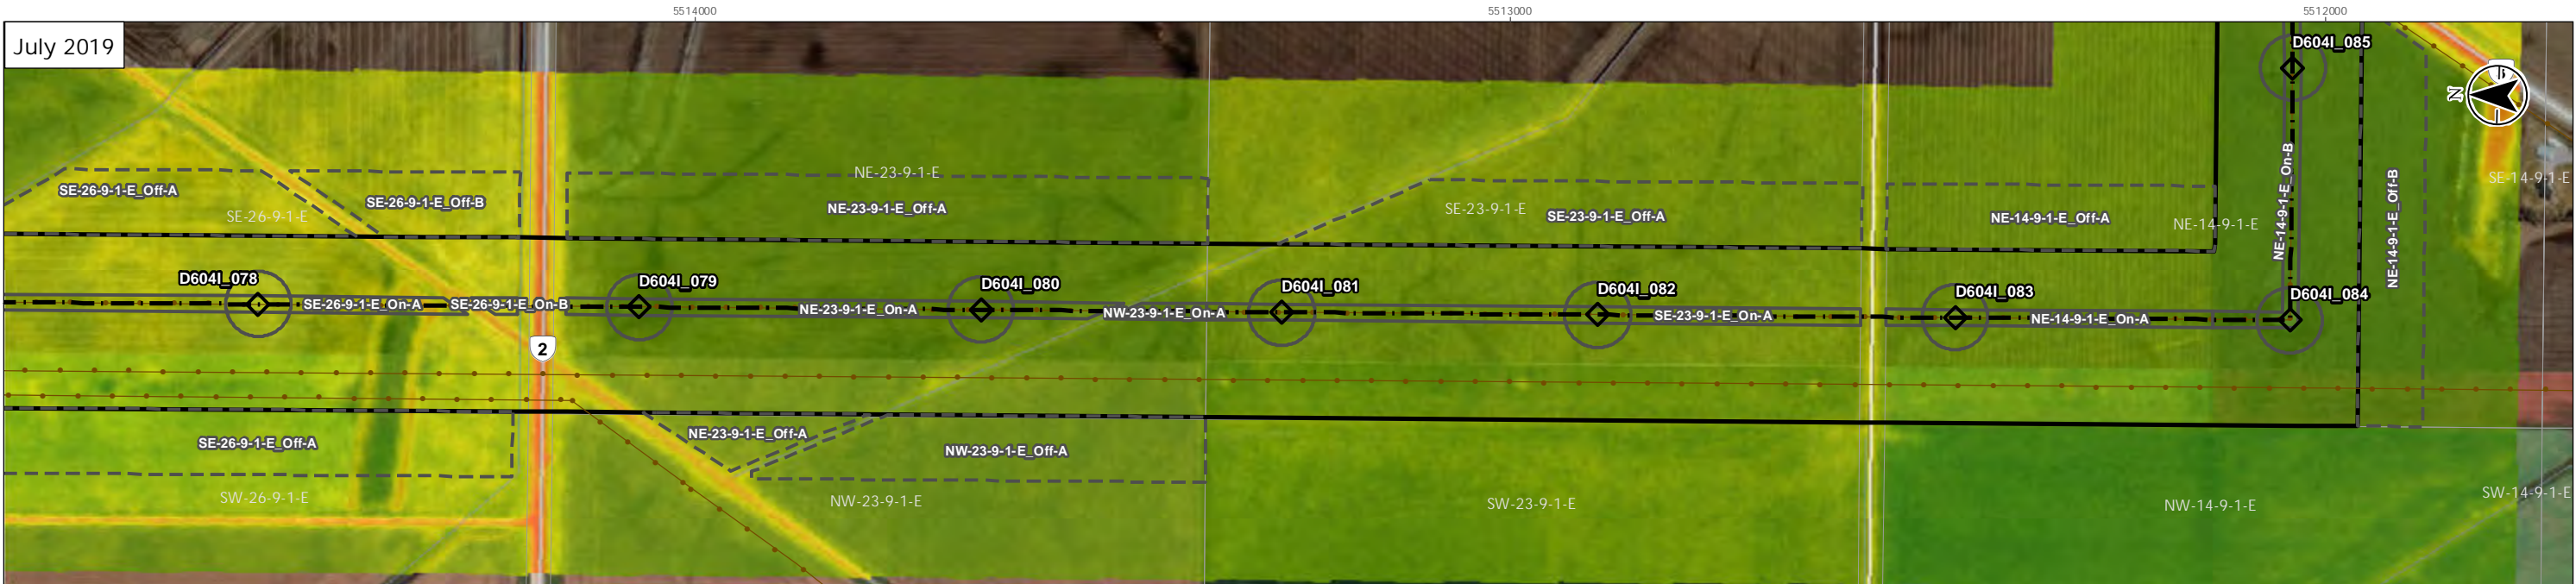 5514000
5513000
5512000
July 2019
D604I_085
N
SE-26-9-1-E_Off-A
SE-26-9-1-E_Off-B
SE-26-9-1-E
NE-23-9-1-E
NE-23-9-1-E_Off-A
SE-23-9-1-E
SE-23-9-1-E_Off-A
NE-14-9-1-E_Off-A
NE-14-9-1-E
NE-14-9-1-E_On-B
NE-14-9-1-E_Off-B
SE-14-9-1-E
D604I_078
D604I_079
D604I_080
D604I_081
D604I_082
D604I_083
D604I_084
SE-26-9-1-E_On-A
SE-26-9-1-E_On-B
NE-23-9-1-E_On-A
NW-23-9-1-E_On-A
SE-23-9-1-E_On-A
NE-14-9-1-E_On-A
2
SE-26-9-1-E_Off-A
NE-23-9-1-E_Off-A
NW-23-9-1-E_Off-A
SW-26-9-1-E
NW-23-9-1-E
SW-23-9-1-E
NW-14-9-1-E
SW-14-9-1-E